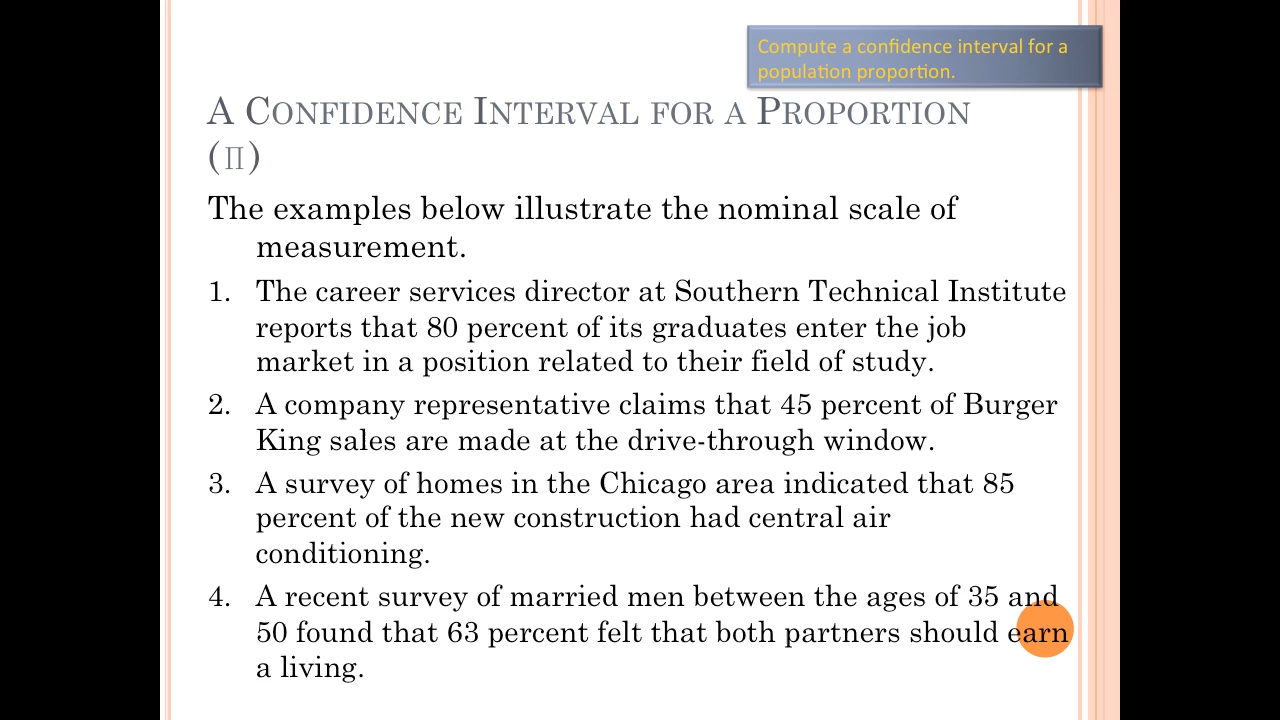 Compute a confidence interval for a
population proportion.
A Confidence Interval for a Proportion
(π)
The examples below illustrate the nominal scale of
measurement.
1. The career services director at Southern Technical Institute
reports that 80 percent of its graduates enter the job
market in a position related to their field of study.
2. A company representative claims that 45 percent of Burger
King sales are made at the drive-through window.
3. A survey of homes in the Chicago area indicated that 85
percent of the new construction had central air
conditioning.
4. A recent survey of married men between the ages of 35 and
50 found that 63 percent felt that both partners should earn
a living.